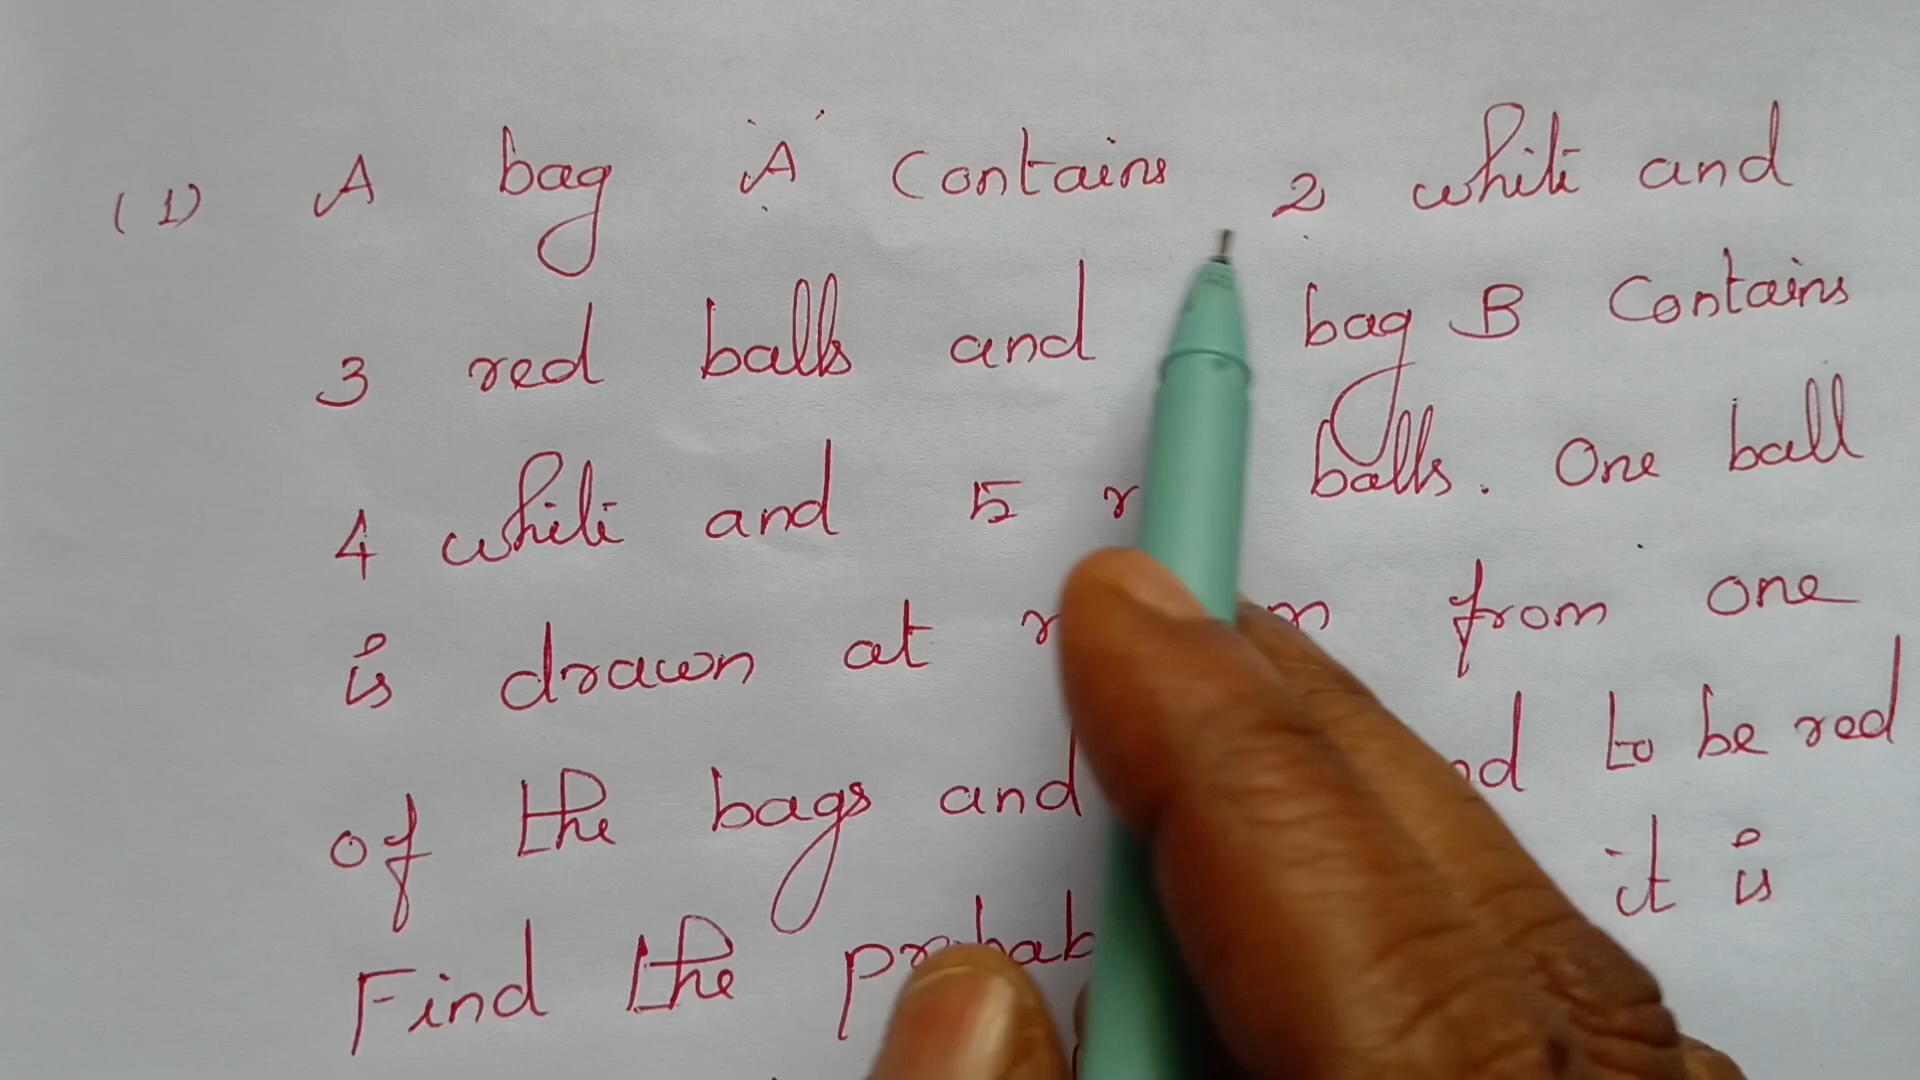 (1) A bag A contains 2 white and
3 red balls and bag B contains
4 white and 5 balls. One ball
is drawn at from one
of the bags and to be red
Find the it is